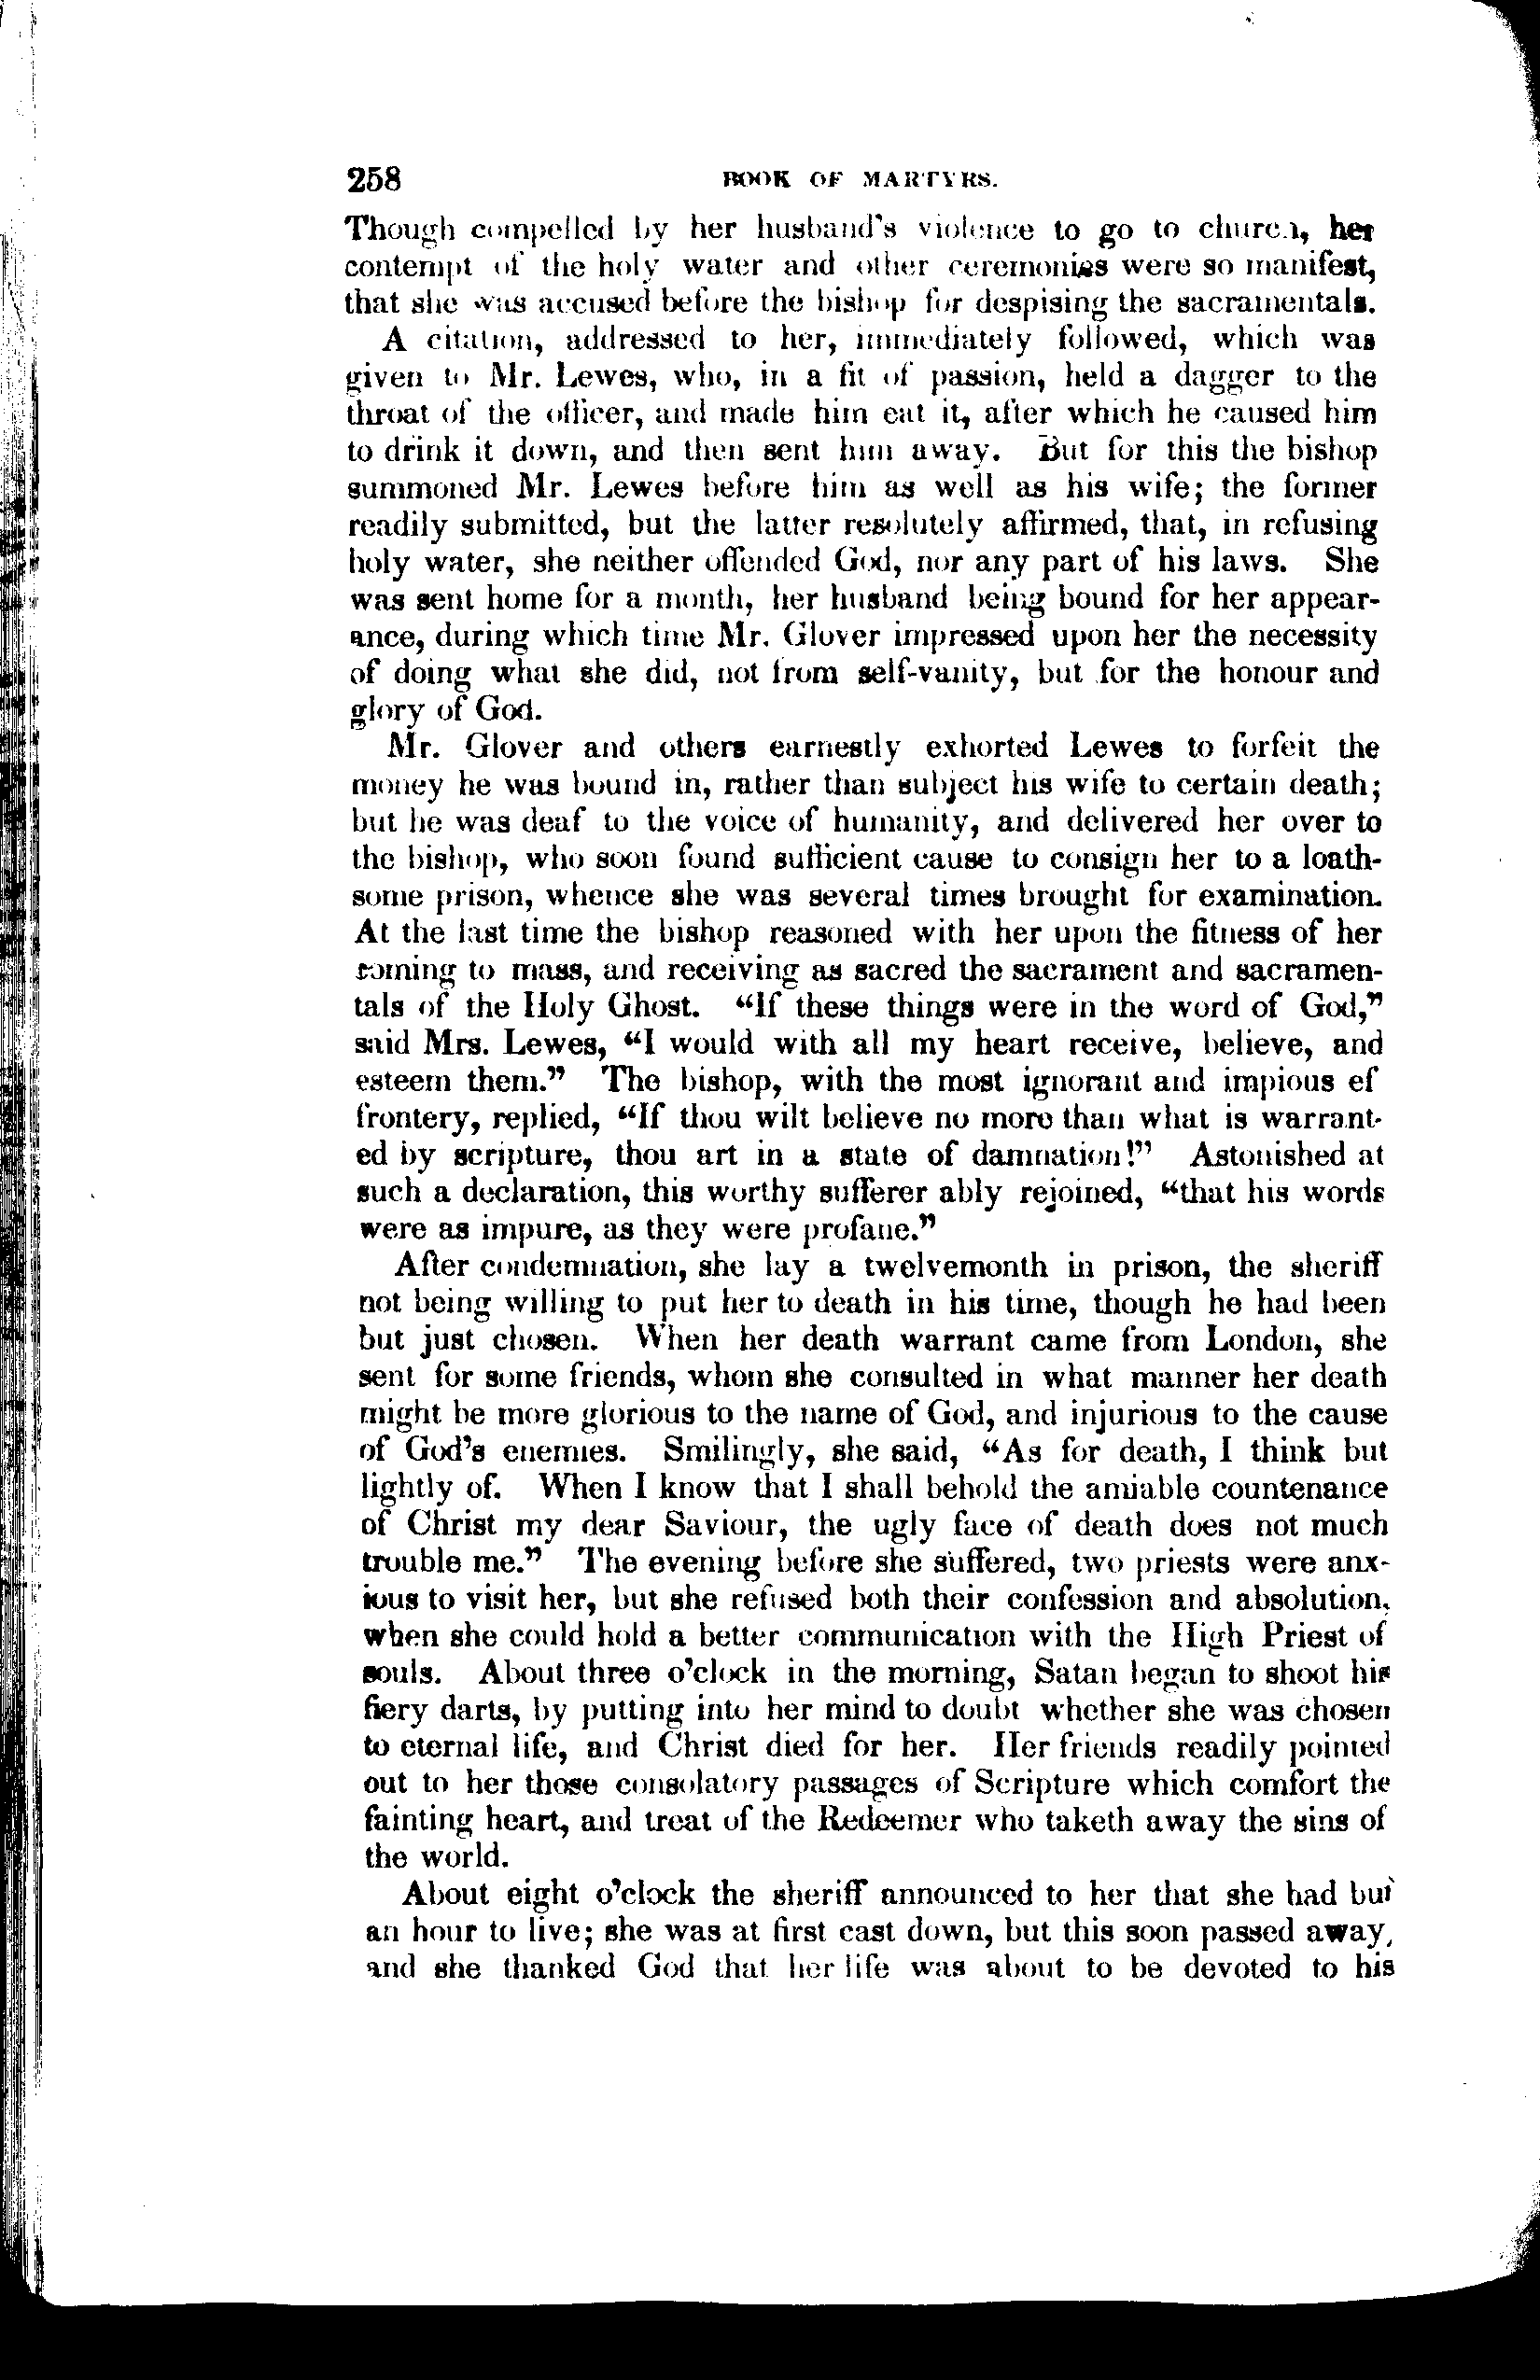 258 BOOK OF MARTYRS.
Though compelled by her husband's violence to go to church, her
contempt of the holy water and other ceremonies were so manifest,
that she was accused before the bishop for despising the sacramentals.
A citation, addressed to her, immediately followed, which was
given to Mr. Lewes, who, in a fit of passion, held a dagger to the
throat of the officer, and made him eat it, after which he caused him
to drink it down, and then sent him away. But for this the bishop
summoned Mr. Lewes before him as well as his wife; the former
readily submitted, but the latter resolutely affirmed, that, in refusing
holy water, she neither offended God, nor any part of his laws. She
was sent home for a month, her husband being bound for her appear-
ance, during which time Mr. Glover impressed upon her the necessity
of doing what she did, not from self-vanity, but for the honour and
glory of God.
Mr. Glover and others earnestly exhorted Lewes to forfeit the
money he was bound in, rather than subject his wife to certain death;
but he was deaf to the voice of humanity, and delivered her over to
the bishop, who soon found sufficient cause to consign her to a loath-
some prison, whence she was several times brought for examination.
At the last time the bishop reasoned with her upon the fitness of her
coming to mass, and receiving as sacred the sacrament and sacramen-
tals of the Holy Ghost. "If these things were in the word of God,"
said Mrs. Lewes, "I would with all my heart receive, believe, and
esteem them." The bishop, with the most ignorant and impious ef
frontery, replied, "If thou wilt believe no more than what is warrant-
ed by scripture, thou art in a state of damnation!" Astonished at
such a declaration, this worthy sufferer ably rejoined, "that his words
were as impure, as they were profane."
After condemnation, she lay a twelvemonth in prison, the sheriff
not being willing to put her to death in his time, though he had been
but just chosen. When her death warrant came from London, she
sent for some friends, whom she consulted in what manner her death
might be more glorious to the name of God, and injurious to the cause
of God's enemies. Smilingly, she said, "As for death, I think but
lightly of. When I know that I shall behold the amiable countenance
of Christ my dear Saviour, the ugly face of death does not much
trouble me." The evening before she suffered, two priests were anx-
ious to visit her, but she refused both their confession and absolution,
when she could hold a better communication with the High Priest of
souls. About three o'clock in the morning, Satan began to shoot his
fiery darts, by putting into her mind to doubt whether she was chosen
to eternal life, and Christ died for her. Her friends readily pointed
out to her those consolatory passages of Scripture which comfort the
fainting heart, and treat of the Redeemer who taketh away the sins of
the world.
About eight o'clock the sheriff announced to her that she had but
an hour to live; she was at first cast down, but this soon passed away,
and she thanked God that her life was about to be devoted to his